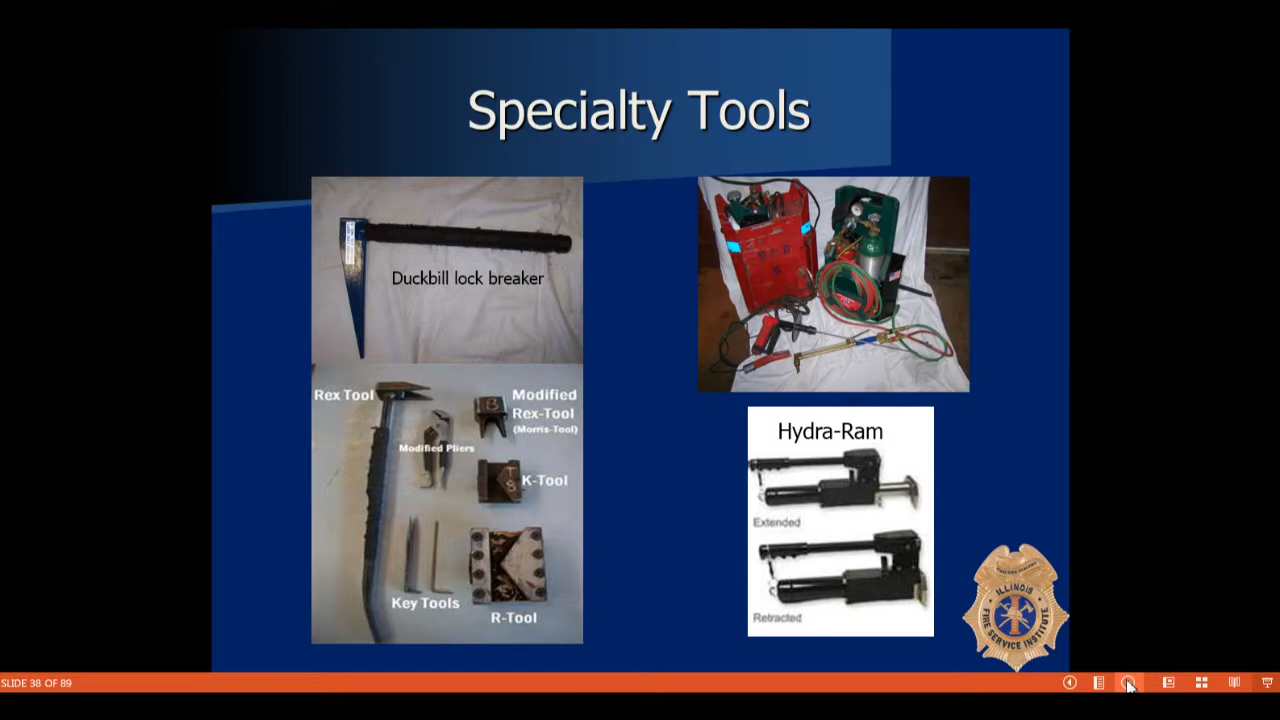 Specialty Tools
Duckbill lock breaker
Rex Tool
Modified
Rex-Tool
(Morris-Tool)
Modified Pliers
K-Tool
Key Tools
R-Tool
Hydra-Ram
Extended
Retracted
ILLINOIS
FIRE SERVICE INSTITUTE
SLIDE 38 OF 89